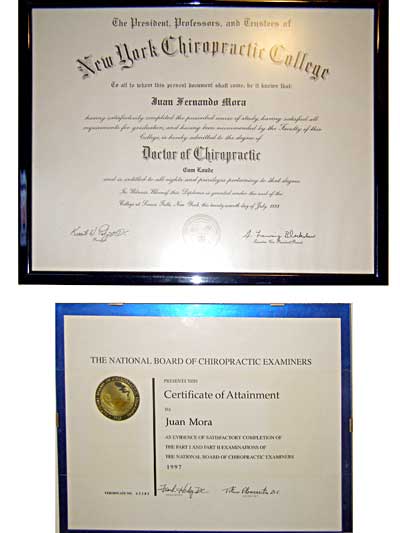 The President, Professors, and Trustees of
New York Chiropractic College
To all to whom this present document shall come, be it known that
Juan Fernando Mora
having satisfactorily completed the prescribed course of study, having satisfied all
requirements for graduation, and having been recommended by the Faculty of this
College, is hereby admitted to the degree of
Doctor of Chiropractic
Cum Laude
and is entitled to all rights and privileges pertaining to that degree.
In Witness Whereof this Diploma is granted under the seal of the
College at Seneca Falls, New York, this twenty-seventh day of July,
President
THE NATIONAL BOARD OF CHIROPRACTIC EXAMINERS
PRESENTS THIS
Certificate of Attainment
TO
Juan Mora
AS EVIDENCE OF SATISFACTORY COMPLETION OF
THE PART I AND PART II EXAMINATIONS OF
THE NATIONAL BOARD OF CHIROPRACTIC EXAMINERS
1997
CERTIFICATE NO.